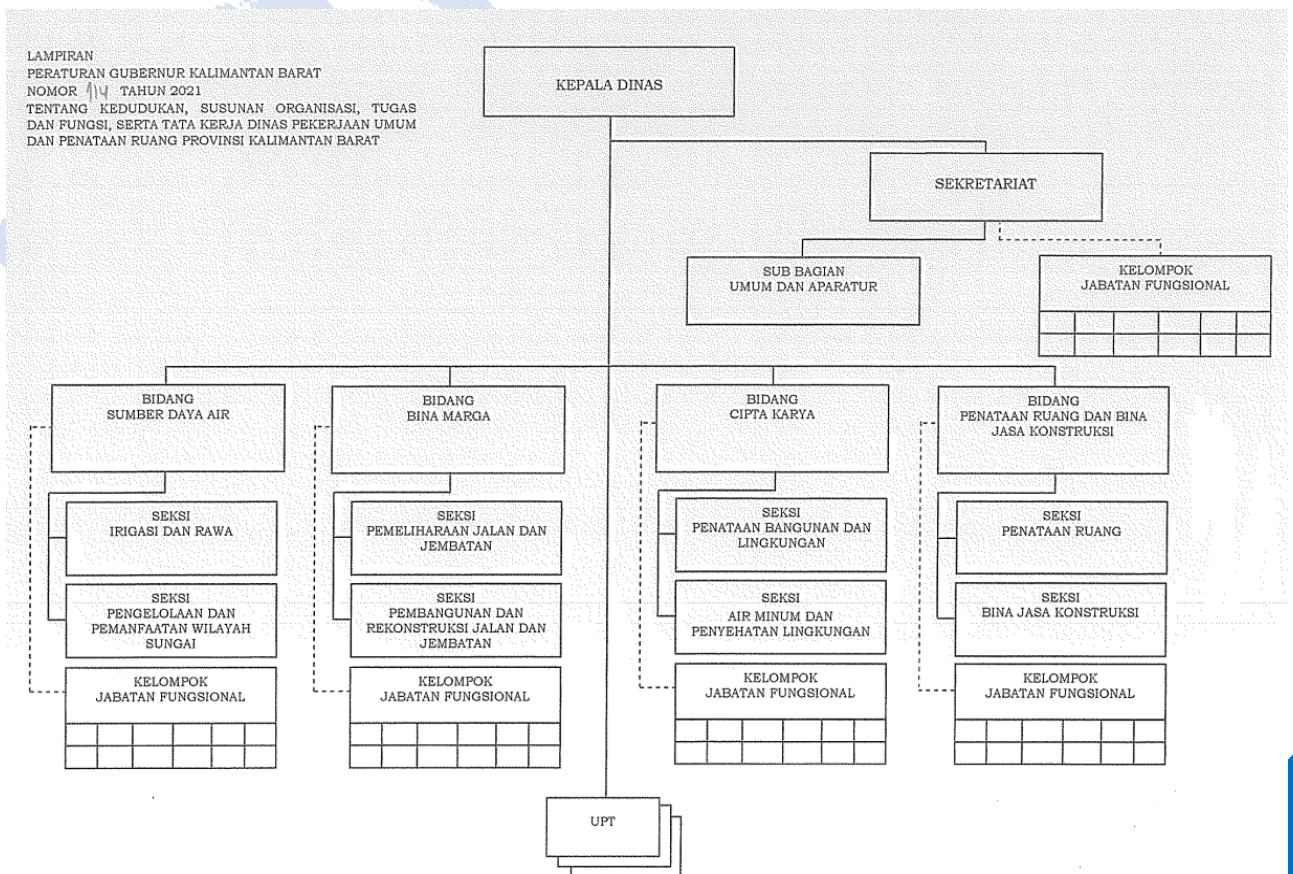 LAMPIRAN
PERATURAN GUBERNUR KALIMANTAN BARAT
NOMOR 114 TAHUN 2021
TENTANG KEDUDUKAN, SUSUNAN ORGANISASI, TUGAS
DAN FUNGSI, SERTA TATA KERJA DINAS PEKERJAAN UMUM
DAN PENATAAN RUANG PROVINSI KALIMANTAN BARAT
KEPALA DINAS
SEKRETARIAT
SUB BAGIAN
UMUM DAN APARATUR
KELOMPOK
JABATAN FUNGSIONAL
BIDANG
SUMBER DAYA AIR
SEKSI
IRIGASI DAN RAWA
SEKSI
PENGELOLAAN DAN
PEMANFAATAN WILAYAH
SUNGAI
KELOMPOK
JABATAN FUNGSIONAL
BIDANG
BINA MARGA
SEKSI
PEMELIHARAAN JALAN DAN
JEMBATAN
SEKSI
PEMBANGUNAN DAN
REKONSTRUKSI JALAN DAN
JEMBATAN
KELOMPOK
JABATAN FUNGSIONAL
BIDANG
CIPTA KARYA
SEKSI
PENATAAN BANGUNAN DAN
LINGKUNGAN
SEKSI
AIR MINUM DAN
PENYEHATAN LINGKUNGAN
KELOMPOK
JABATAN FUNGSIONAL
BIDANG
PENATAAN RUANG DAN BINA
JASA KONSTRUKSI
SEKSI
PENATAAN RUANG
SEKSI
BINA JASA KONSTRUKSI
KELOMPOK
JABATAN FUNGSIONAL
UPT